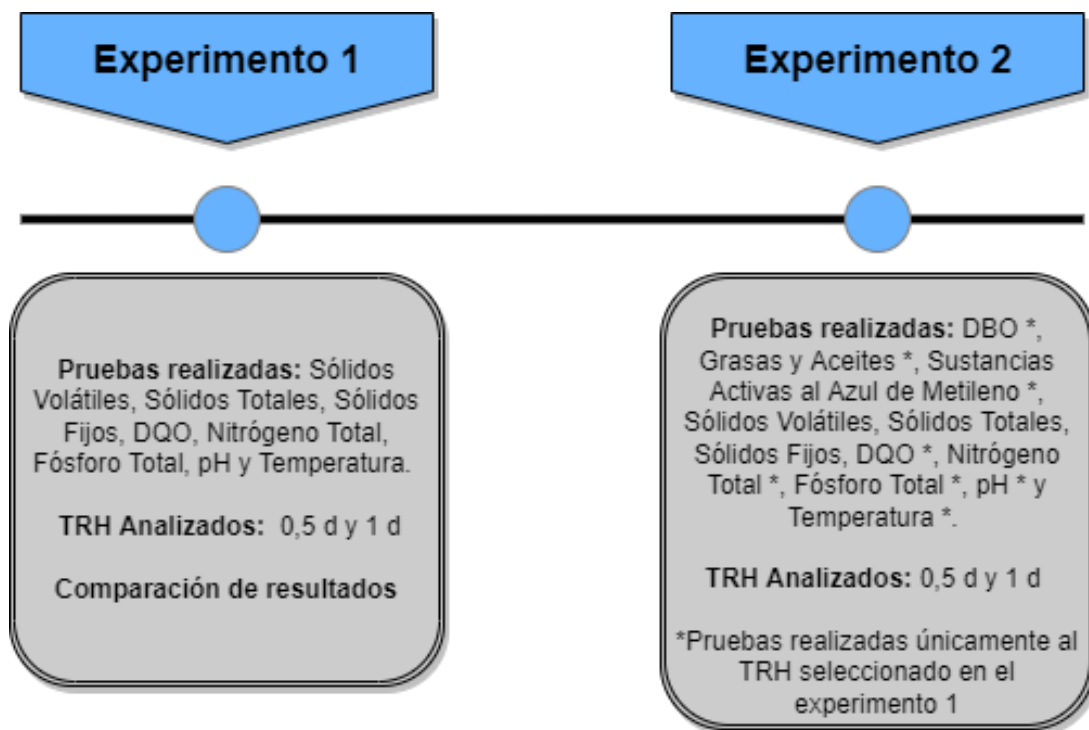 Experimento 1
Experimento 2
Pruebas realizadas: Sólidos
Volátiles, Sólidos Totales, Sólidos
Fijos, DQO, Nitrógeno Total,
Fósforo Total, pH y Temperatura.
TRH Analizados: 0,5 d y 1 d
Comparación de resultados
Pruebas realizadas: DBO *,
Grasas y Aceites *, Sustancias
Activas al Azul de Metileno *,
Sólidos Volátiles, Sólidos Totales,
Sólidos Fijos, DQO *, Nitrógeno
Total *, Fósforo Total *, pH * y
Temperatura *.
TRH Analizados: 0,5 d y 1 d
*Pruebas realizadas únicamente al
TRH seleccionado en el
experimento 1